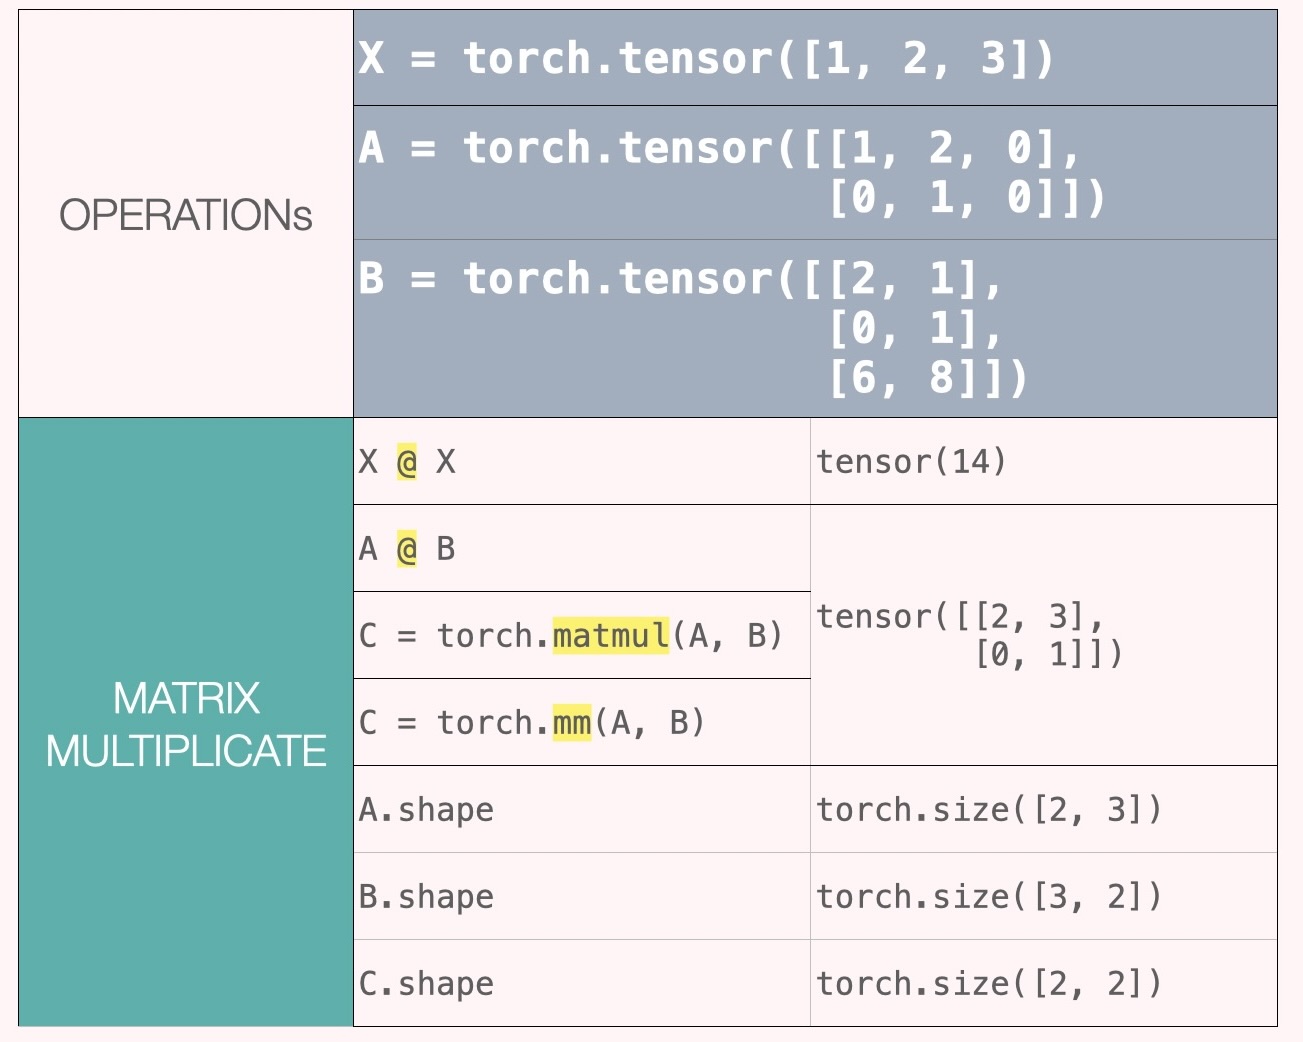 OPERATIONs
X = torch.tensor([1, 2, 3])
A = torch.tensor([[1, 2, 0],
[0, 1, 0]])
B = torch.tensor([[2, 1],
[0, 1],
[6, 8]])
MATRIX
MULTIPLICATE
X @ X
tensor(14)
A @ B
C = torch.matmul(A, B)
C = torch.mm(A, B)
tensor([[2, 3],
[0, 1]])
A.shape
torch.size([2, 3])
B.shape
torch.size([3, 2])
C.shape
torch.size([2, 2])